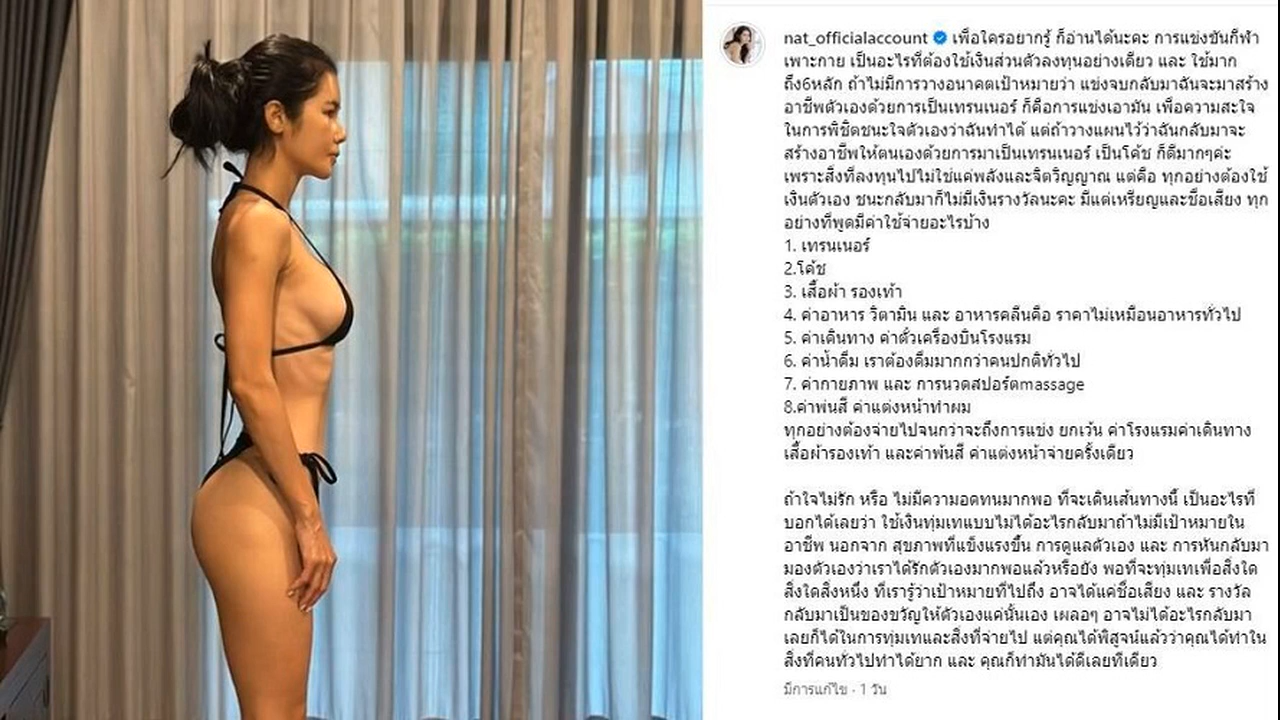 nat_officialaccount เพื่อใครอยากรู้ ก็อ่านได้นะคะ การแข่งขันกีฬา
เพาะกาย เป็นอะไรที่ต้องใช้เงินส่วนตัวลงทุนอย่างเดียว และ ใช้มาก
ถึง6หลัก ถ้าไม่มีการวางอนาคตเป้าหมายว่า แข่งจบกลับมาฉันจะมาสร้าง
อาชีพตัวเองด้วยการเป็นเทรนเนอร์ ก็คือการแข่งเอามัน เพื่อความสะใจ
ในการพิชิตชนะใจตัวเองว่าฉันทำได้ แต่ถ้าวางแผนไว้ว่าฉันกลับมาจะ
สร้างอาชีพให้ตนเองด้วยการมาเป็นเทรนเนอร์ เป็นโค้ช ก็ดีมากๆค่ะ
เพราะสิ่งที่ลงทุนไปไม่ใช่แค่พลังและจิตวิญญาณ แต่คือ ทุกอย่างต้องใช้
เงินตัวเอง ชนะกลับมาก็ไม่มีเงินรางวัลนะคะ มีแต่เหรียญและชื่อเสียง ทุก
อย่างที่พูดมีค่าใช้จ่ายอะไรบ้าง
1. เทรนเนอร์
2.โค้ช
3. เสื้อผ้า รองเท้า
4. ค่าอาหาร วิตามิน และ อาหารคลีนคือ ราคาไม่เหมือนอาหารทั่วไป
5. ค่าเดินทาง ค่าตั๋วเครื่องบินโรงแรม
6. ค่าน้ำดื่ม เราต้องดื่มมากกว่าคนปกติทั่วไป
7. ค่ากายภาพ และ การนวดสปอร์ตmassage
8.ค่าพ่นสี ค่าแต่งหน้าทำผม
ทุกอย่างต้องจ่ายไปจนกว่าจะถึงการแข่ง ยกเว้น ค่าโรงแรมค่าเดินทาง
เสื้อผ้ารองเท้า และค่าพ้นสี ค่าแต่งหน้าจ่ายครั้งเดียว
ถ้าใจไม่รัก หรือ ไม่มีความอดทนมากพอ ที่จะเดินเส้นทางนี้ เป็นอะไรที่
บอกได้เลยว่า ใช้เงินทุ่มเทแบบไม่ได้อะไรกลับมาถ้าไม่มีเป้าหมายใน
อาชีพ นอกจาก สุขภาพที่แข็งแรงขึ้น การดูแลตัวเอง และ การหันกลับมา
มองตัวเองว่าเราได้รักตัวเองมากพอแล้วหรือยัง พอที่จะทุ่มเทเพื่อสิ่งใด
สิ่งใดสิ่งหนึ่ง ที่เรารู้ว่าเป้าหมายที่ไปถึง อาจได้แค่ชื่อเสียง และ รางวัล
กลับมาเป็นของขวัญให้ตัวเองแค่นั้นเอง เผลอๆ อาจไม่ได้อะไรกลับมา
เลยก็ได้ในการทุ่มเทและสิ่งที่จ่ายไป แต่คุณได้พิสูจน์แล้วว่าคุณได้ทำใน
สิ่งที่คนทั่วไปทำได้ยาก และ คุณก็ทำมันได้ดีเลยทีเดียว
มีการแก้ไข · 1 วัน